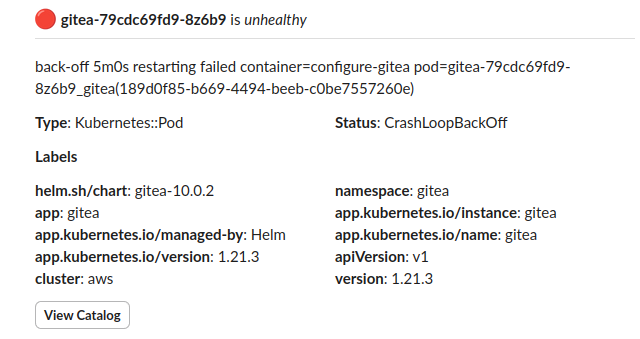 gitea-79cdc69fd9-8z6b9 is unhealthy
back-off 5m0s restarting failed container=configure-gitea pod=gitea-79cdc69fd9-
8z6b9_gitea(189d0f85-b669-4494-beeb-c0be7557260e)
Type: Kubernetes::Pod Status: CrashLoopBackOff
Labels
helm.sh/chart: gitea-10.0.2 namespace: gitea
app: gitea app.kubernetes.io/instance: gitea
app.kubernetes.io/managed-by: Helm app.kubernetes.io/name: gitea
app.kubernetes.io/version: 1.21.3 apiVersion: v1
cluster: aws version: 1.21.3
View Catalog